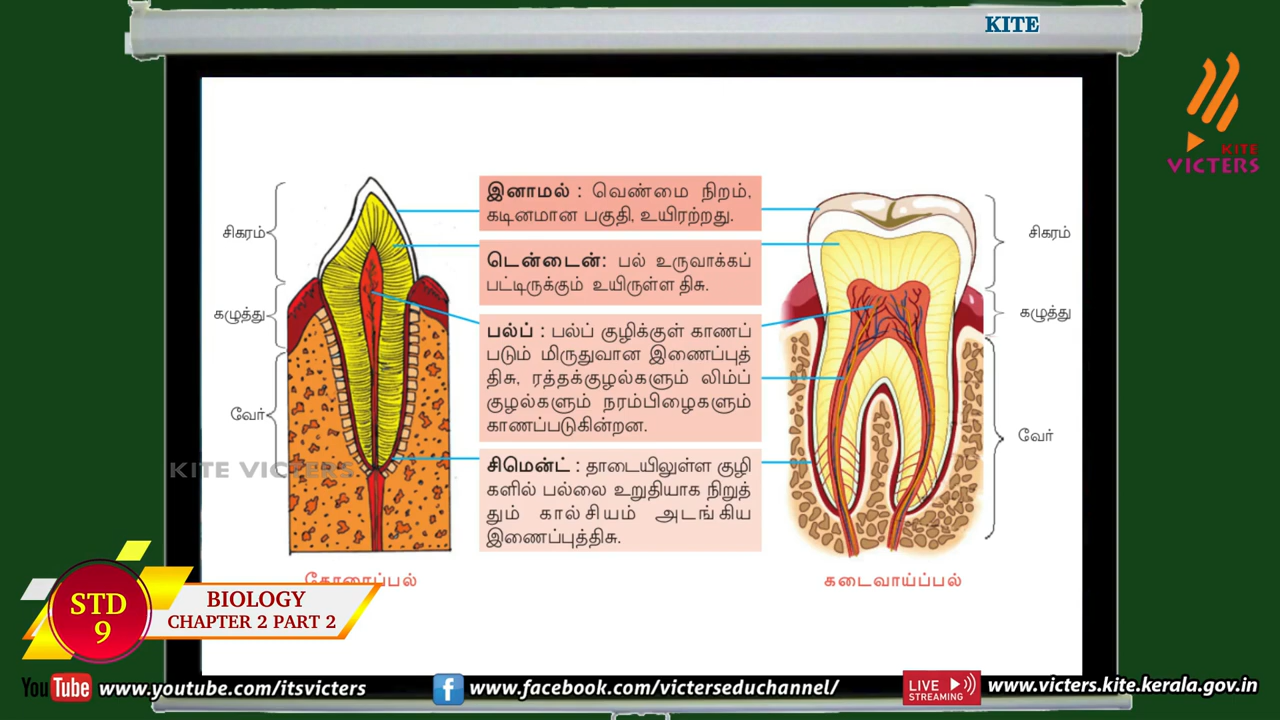 KITE
KITE
VICTERS
இனாமல் : வெண்மை நிறம்,
கடினமான பகுதி, உயிரற்றது.
டென்டைன்: பல் உருவாக்கப்
பட்டிருக்கும் உயிருள்ள திசு.
பல்ப் : பல்ப் குழிக்குள் காணப்
படும் மிருதுவான இணைப்புத்
திசு, ரத்தக்குழல்களும் லிம்ப்
குழல்களும் நரம்பிழைகளும்
காணப்படுகின்றன.
சிமென்ட் : தாடையிலுள்ள குழி
களில் பல்லை உறுதியாக நிறுத்
தும் கால்சியம் அடங்கிய
இணைப்புத்திசு.
சிகரம்
கழுத்து
வேர்
சிகரம்
கழுத்து
வேர்
KITE VICTERS
கோரைப்பல்
கடைவாய்ப்பல்
STD
9
BIOLOGY
CHAPTER 2 PART 2
YouTube www.youtube.com/itsvicters
f www.facebook.com/victerseduchannel/
LIVE
STREAMING
www.victers.kite.kerala.gov.in